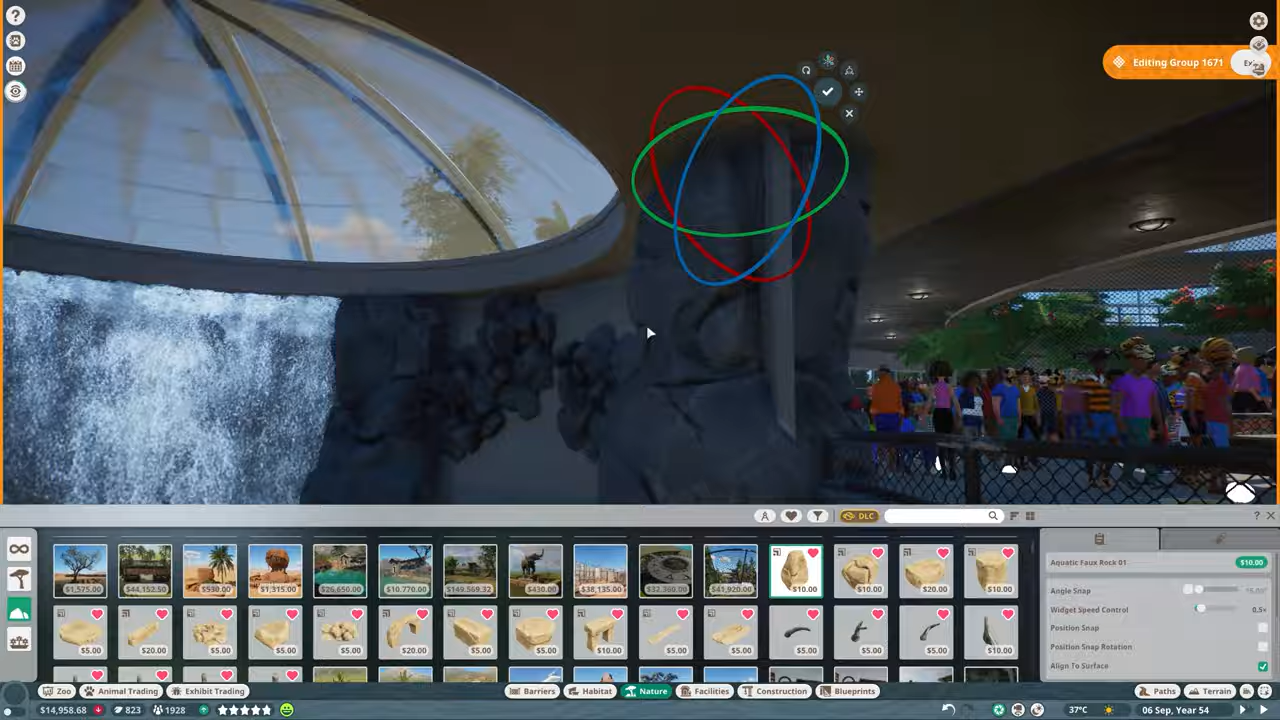 ?
Editing Group 1671
DLC
? ×
$1,575.00 $44,152.50 $530.00 $1,315.00 $26,650.00 $10,770.00 $149,569.32 $430.00 $38,135.00 $32,360.00 $41,920.00 $10.00 $10.00 $20.00 $10.00
$5.00 $20.00 $5.00 $5.00 $5.00 $20.00 $5.00 $5.00 $10.00 $5.00 $5.00 $5.00 $5.00 $5.00 $10.00
Aquatic Faux Rock 01 $10.00
Angle Snap
Widget Speed Control 0.5×
Position Snap
Position Snap Rotation
Align To Surface
Zoo Animal Trading Exhibit Trading Barriers Habitat Nature Facilities Construction Blueprints Paths Terrain
$14,958.68 823 1928 37°C 06 Sep, Year 54